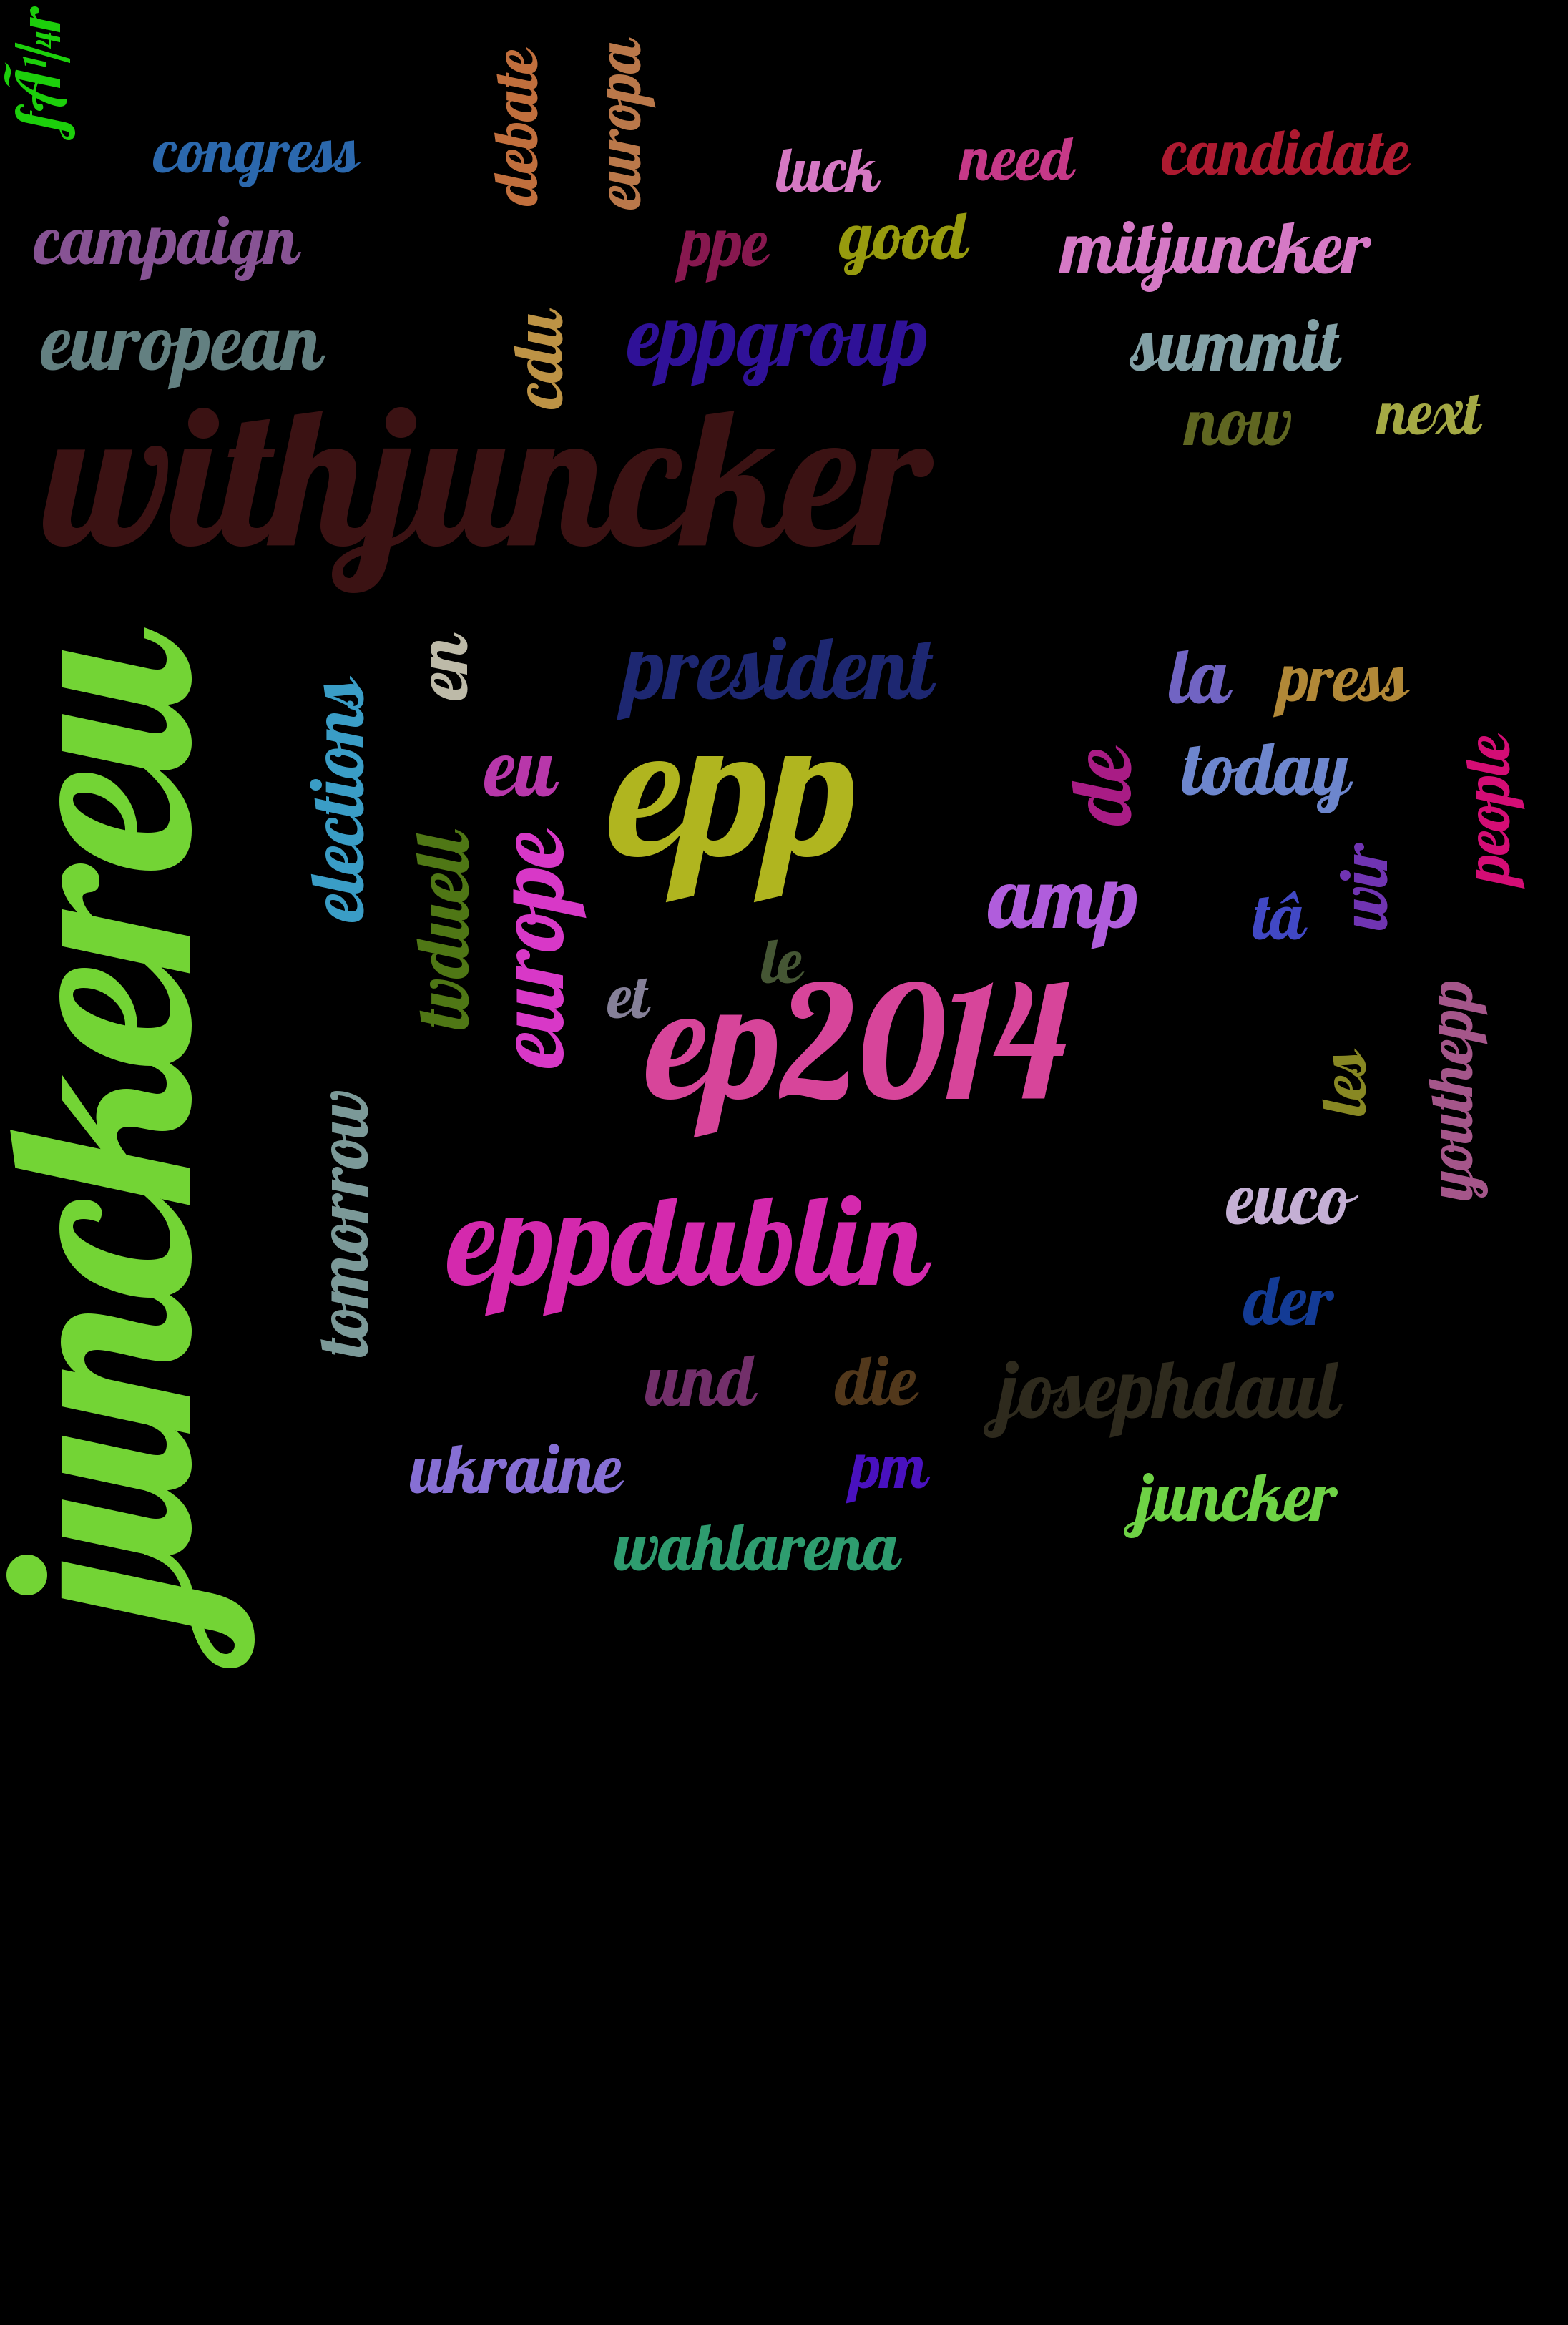 fÃ¼r
debate
europa
congress
luck
need
candidate
campaign
ppe
good
mitjuncker
european
cdu
eppgroup
summit
now
next
withjuncker
junckereu
elections
en
president
la
press
eu
epp
de
today
people
tvduell
europe
amp
tâ
wir
le
et
ep2014
les
youthepp
tomorrow
eppdublin
euco
der
und
die
josephdaul
ukraine
pm
juncker
wahlarena